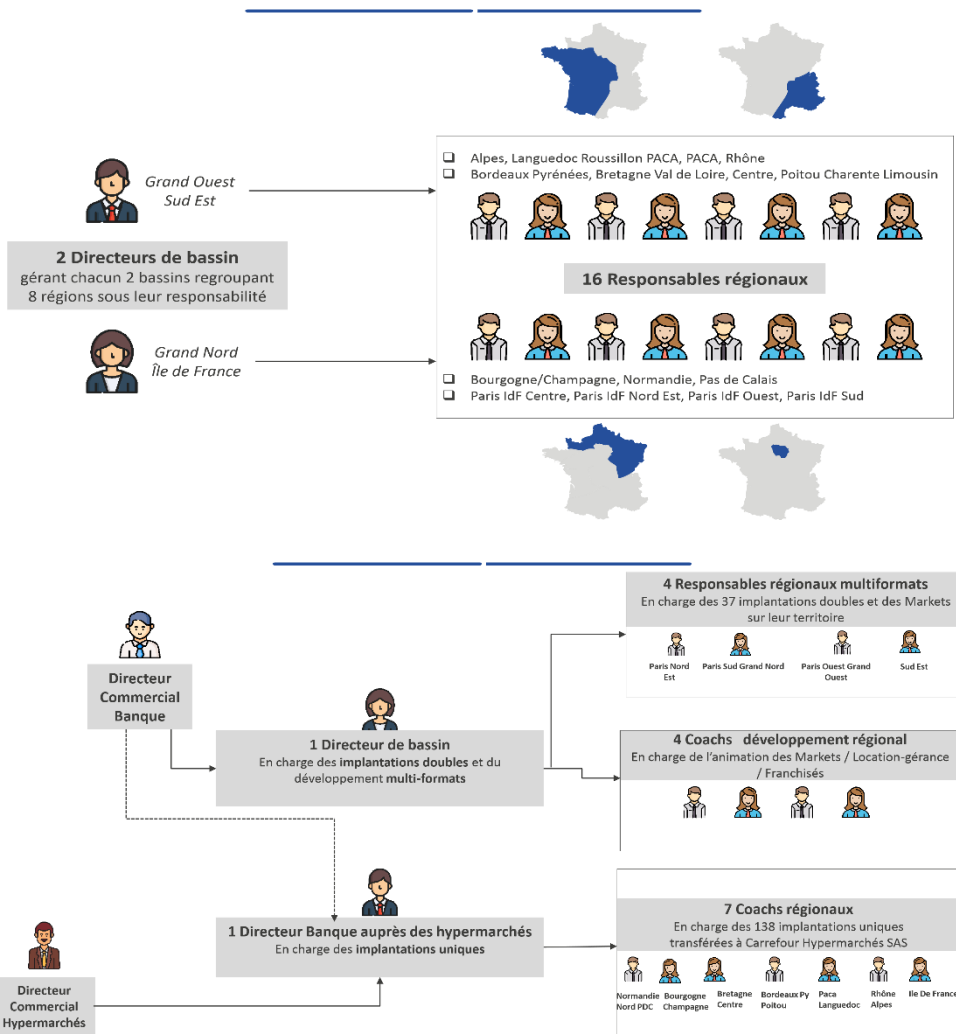 Grand Ouest
Sud Est
2 Directeurs de bassin
gérant chacun 2 bassins regroupant
8 régions sous leur responsabilité
Grand Nord
Île de France
❑ Alpes, Languedoc Roussillon PACA, PACA, Rhône
❑ Bordeaux Pyrénées, Bretagne Val de Loire, Centre, Poitou Charente Limousin
16 Responsables régionaux
❑ Bourgogne/Champagne, Normandie, Pas de Calais
❑ Paris IdF Centre, Paris IdF Nord Est, Paris IdF Ouest, Paris IdF Sud
Directeur
Commercial
Banque
1 Directeur de bassin
En charge des implantations doubles et du
développement multi-formats
1 Directeur Banque auprès des hypermarchés
En charge des implantations uniques
Directeur
Commercial
Hypermarchés
4 Responsables régionaux multiformats
En charge des 37 implantations doubles et des Markets
sur leur territoire
Paris Nord
Est
Paris Sud Grand Nord
Paris Ouest Grand
Ouest
Sud Est
4 Coachs développement régional
En charge de l'animation des Markets / Location-gérance
/ Franchisés
7 Coachs régionaux
En charge des 138 implantations uniques
transférées à Carrefour Hypermarchés SAS
Normandie
Nord PDC
Bourgogne
Champagne
Bretagne
Centre
Bordeaux Py
Poitou
Paca
Languedoc
Rhône
Alpes
Ile De France